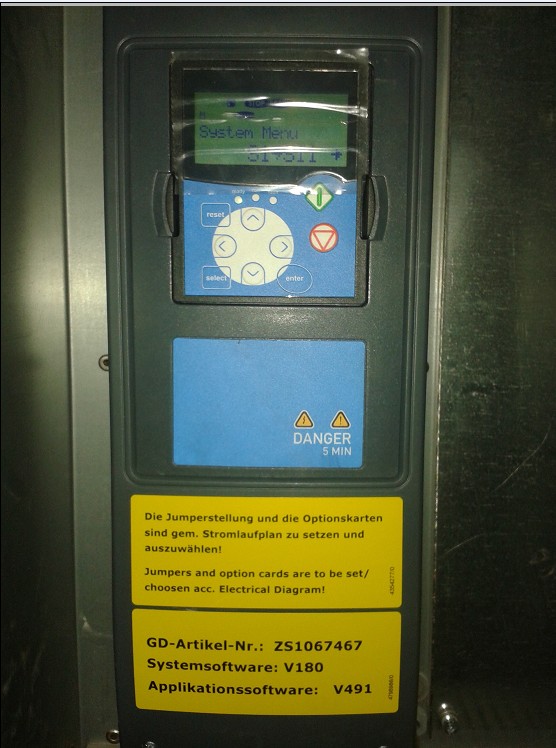 System Menu
S1→S11
reset
select
enter
DANGER
5 MIN
Die Jumperstellung und die Optionskarten
sind gem. Stromlaufplan zu setzen und
auszuwählen!
Jumpers and option cards are to be set/
choosen acc. Electrical Diagram!
GD-Artikel-Nr.: ZS1067467
Systemsoftware: V180
Applikationssoftware: V491